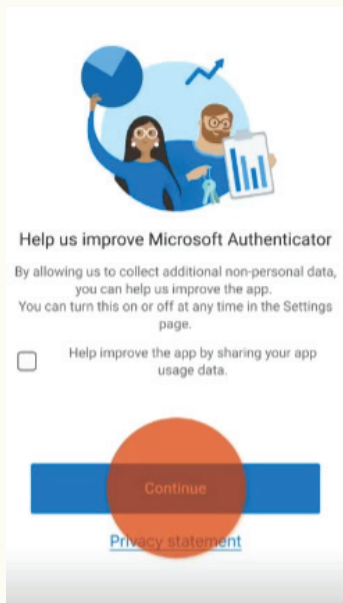 Help us improve Microsoft Authenticator
By allowing us to collect additional non-personal data,
you can help us improve the app.
You can turn this on or off at any time in the Settings
page.
Help improve the app by sharing your app
usage data.
Continue
Privacy statement